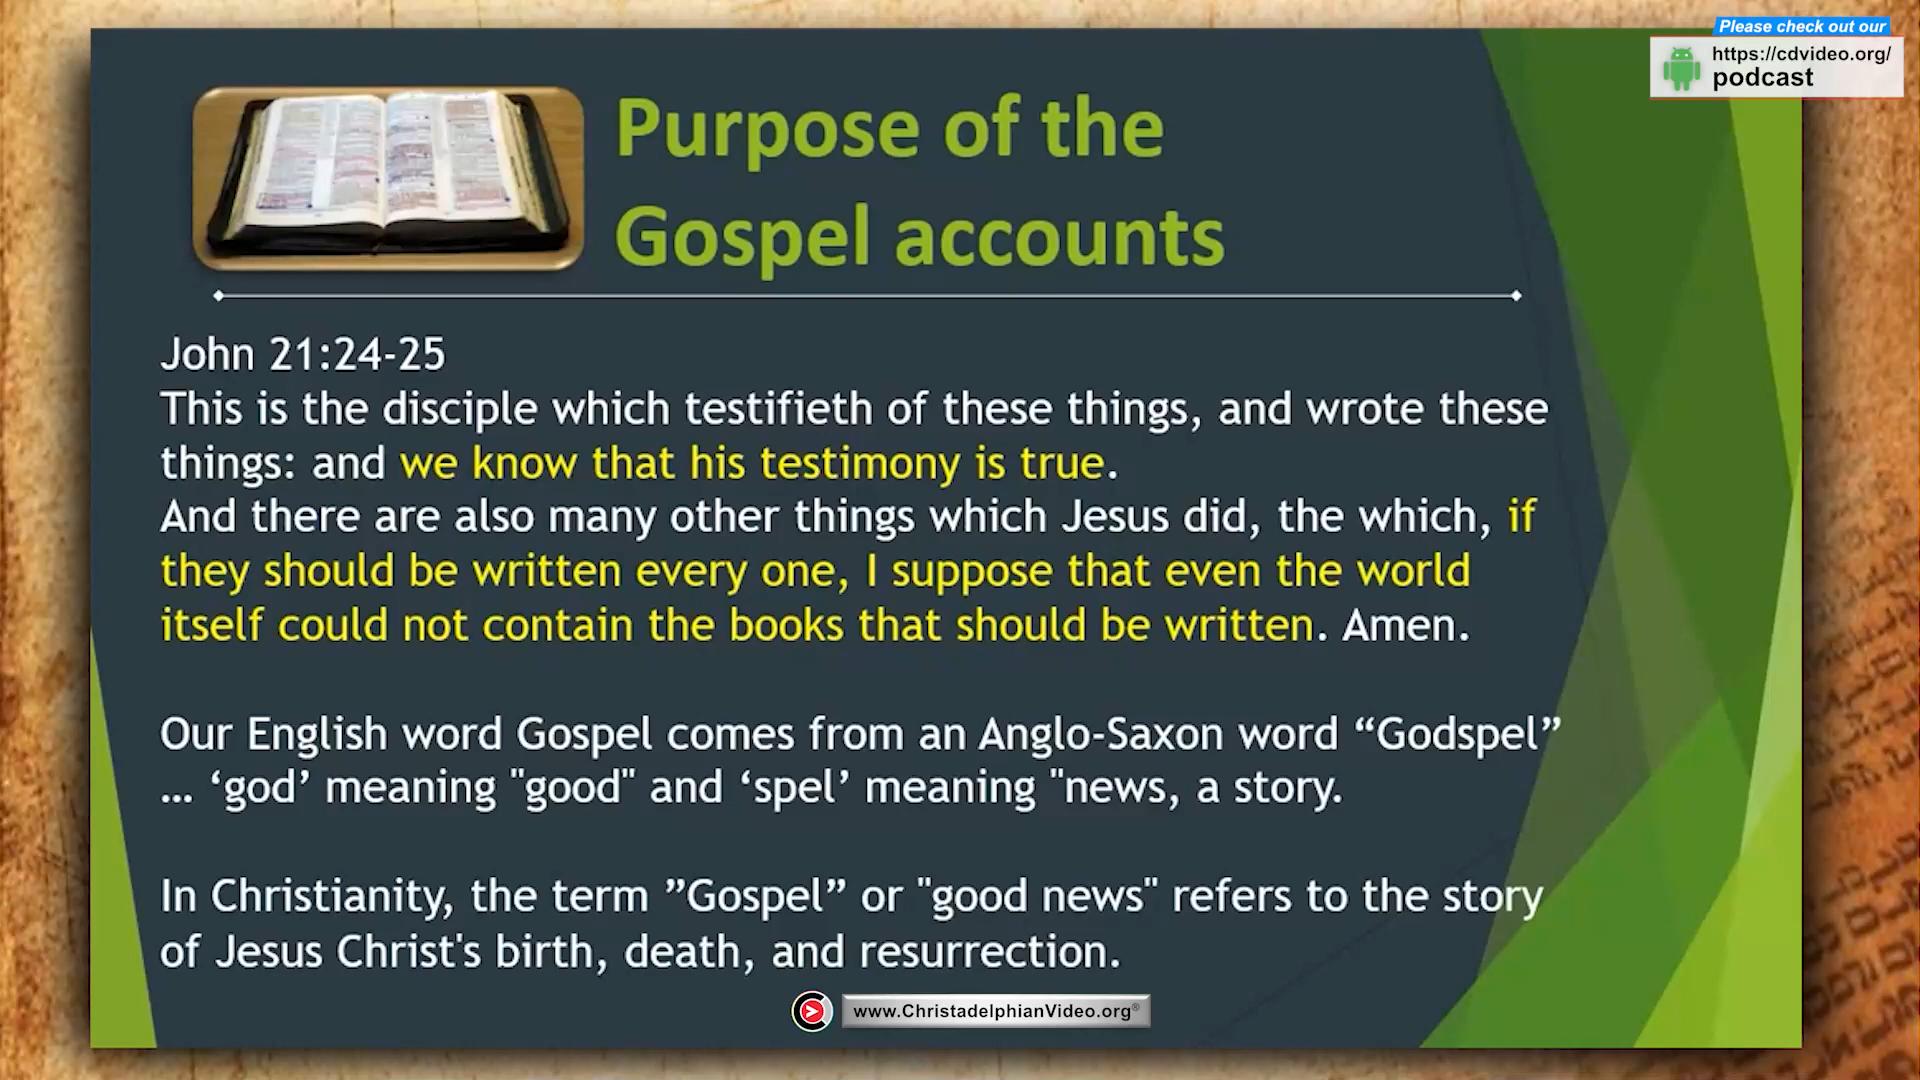 Please check out our
https://cdvideo.org/
podcast
Purpose of the
Gospel accounts
John 21:24-25
This is the disciple which testifieth of these things, and wrote these
things: and we know that his testimony is true.
And there are also many other things which Jesus did, the which, if
they should be written every one, I suppose that even the world
itself could not contain the books that should be written. Amen.
Our English word Gospel comes from an Anglo-Saxon word “Godspel”
… ‘god’ meaning "good" and ‘spel’ meaning "news, a story.
In Christianity, the term ”Gospel” or "good news" refers to the story
of Jesus Christ's birth, death, and resurrection.
www.ChristadelphianVideo.org®